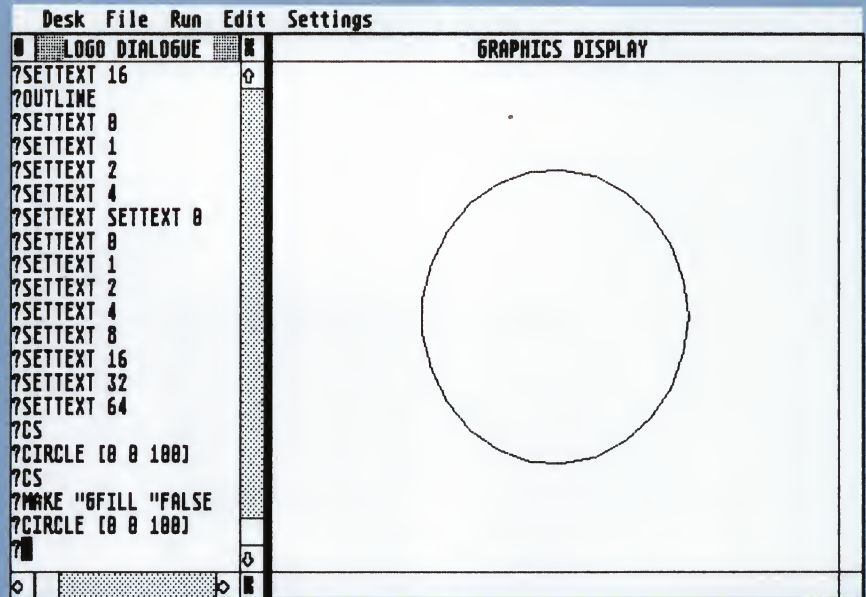 Desk File Run Edit Settings
LOGO DIALOGUE
GRAPHICS DISPLAY
?SETTEXT 16
?OUTLINE
?SETTEXT 0
?SETTEXT 1
?SETTEXT 2
?SETTEXT 4
?SETTEXT SETTEXT 0
?SETTEXT 0
?SETTEXT 1
?SETTEXT 2
?SETTEXT 4
?SETTEXT 8
?SETTEXT 16
?SETTEXT 32
?SETTEXT 64
?CS
?CIRCLE [0 0 100]
?CS
?MAKE "GFILL "FALSE
?CIRCLE [0 0 100]
?